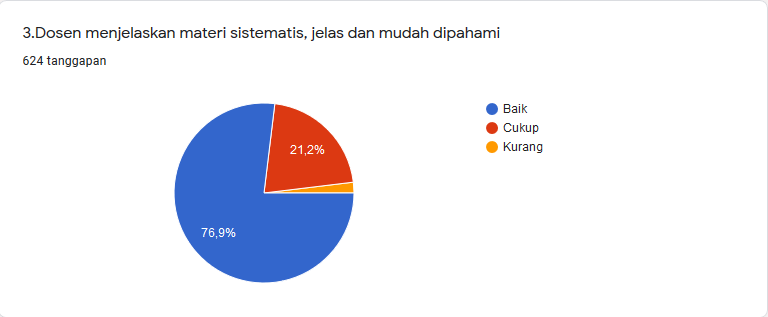 3.Dosen menjelaskan materi sistematis, jelas dan mudah dipahami
624 tanggapan
Baik
Cukup
Kurang
21,2%
76,9%